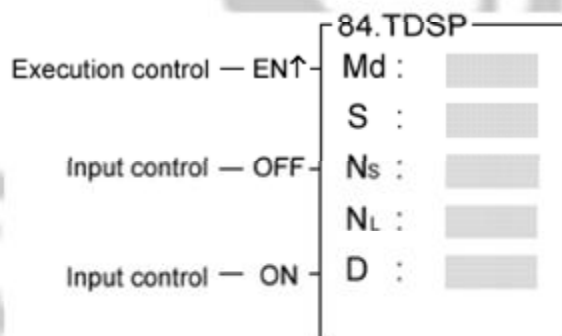 84.TDSP
Execution control — EN↑ Md :
S :
Input control — OFF Ns :
NL :
Input control — ON D :